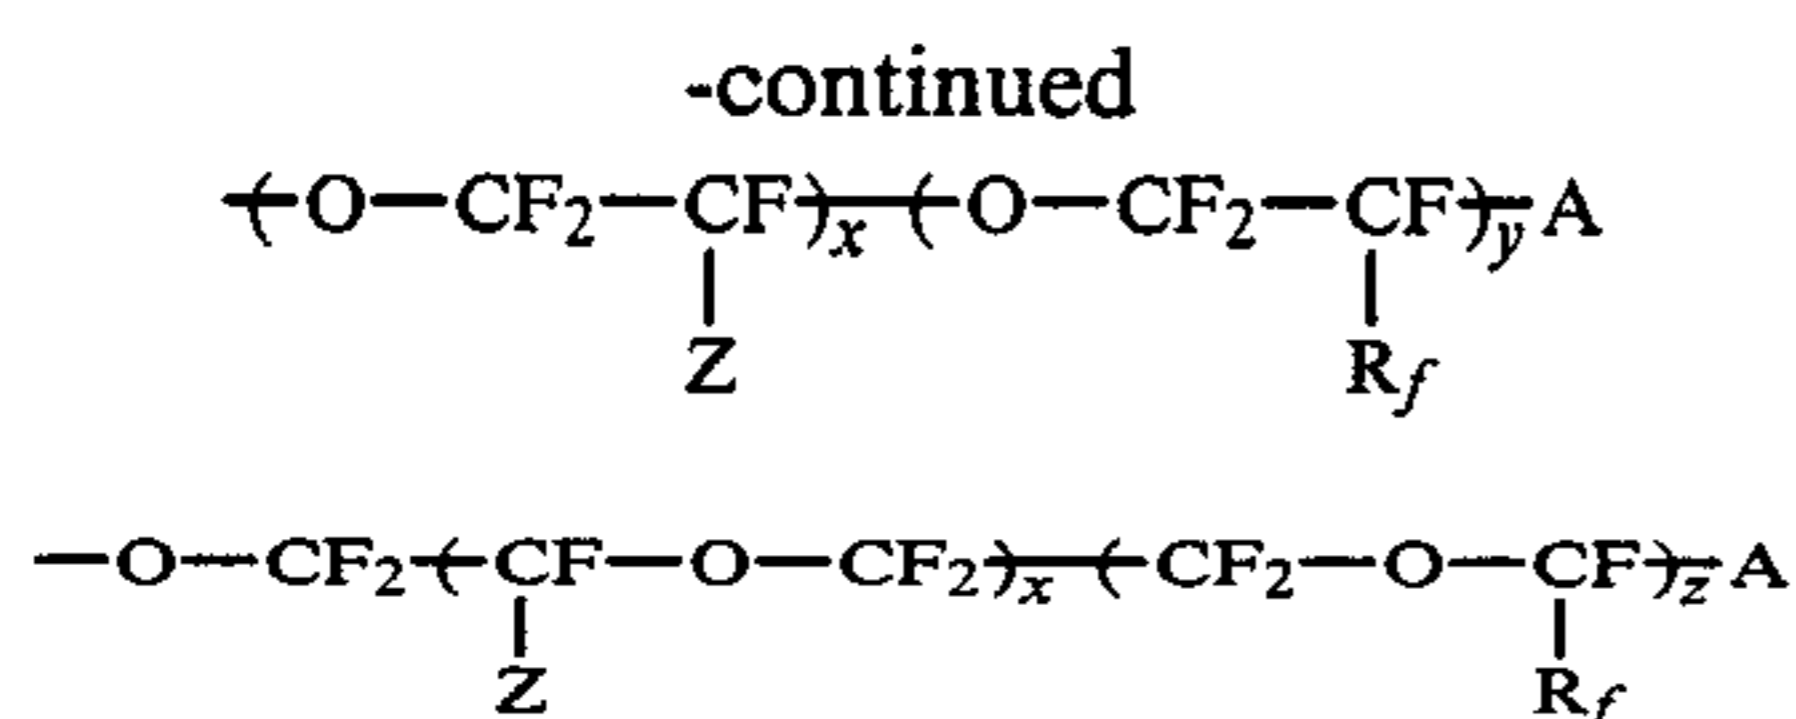 -continued
-(O—CF2—CF)x—(O—CF2—CF)y—A
Z Rf
—O—CF2-(CF—O—CF2)x—(CF2—O—CF)z—A
Z Rf